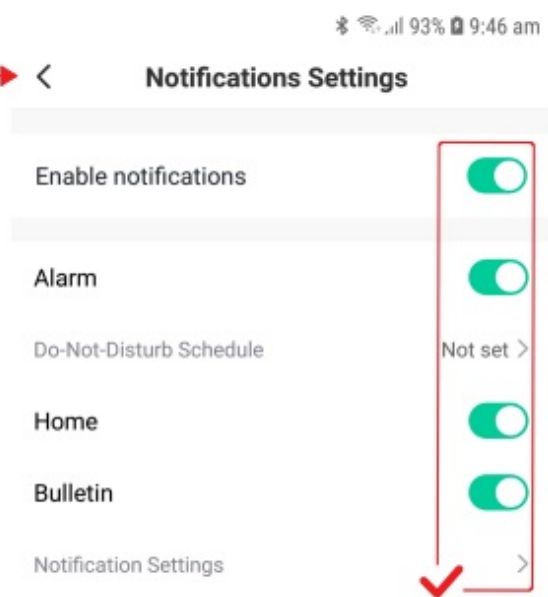 93% 9:46 am
Notifications Settings
Enable notifications
Alarm
Do-Not-Disturb Schedule Not set >
Home
Bulletin
Notification Settings >